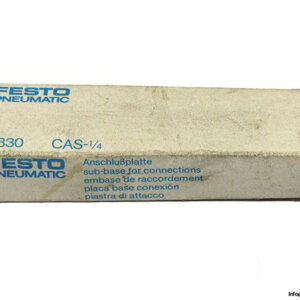 FESTO
PNEUMATIC
330 CAS-1/4
FESTO
PNEUMATIC
Anschlußplatte
sub-base for connections
embase de raccordement
placa base conexión
piastra di attacco